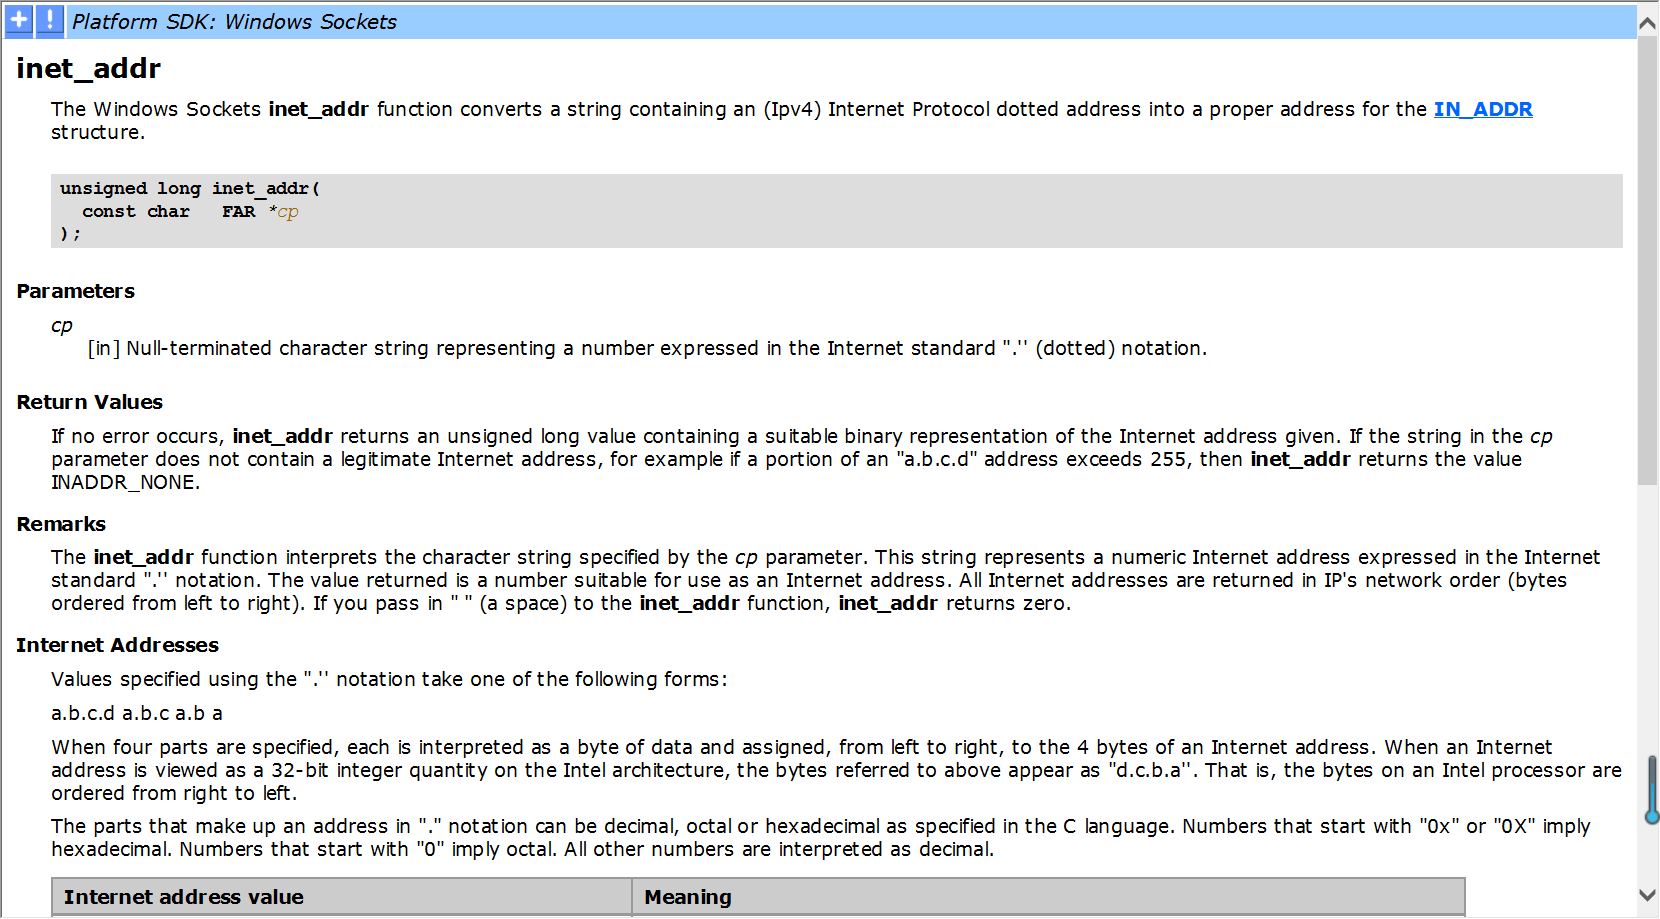 Platform SDK: Windows Sockets
inet_addr
The Windows Sockets inet_addr function converts a string containing an (Ipv4) Internet Protocol dotted address into a proper address for the IN_ADDR
structure.
unsigned long inet_addr(
  const char   FAR *cp
);
Parameters
cp
[in] Null-terminated character string representing a number expressed in the Internet standard ".'' (dotted) notation.
Return Values
If no error occurs, inet_addr returns an unsigned long value containing a suitable binary representation of the Internet address given. If the string in the cp
parameter does not contain a legitimate Internet address, for example if a portion of an "a.b.c.d" address exceeds 255, then inet_addr returns the value
INADDR_NONE.
Remarks
The inet_addr function interprets the character string specified by the cp parameter. This string represents a numeric Internet address expressed in the Internet
standard ".'' notation. The value returned is a number suitable for use as an Internet address. All Internet addresses are returned in IP's network order (bytes
ordered from left to right). If you pass in " " (a space) to the inet_addr function, inet_addr returns zero.
Internet Addresses
Values specified using the ".'' notation take one of the following forms:
a.b.c.d a.b.c a.b a
When four parts are specified, each is interpreted as a byte of data and assigned, from left to right, to the 4 bytes of an Internet address. When an Internet
address is viewed as a 32-bit integer quantity on the Intel architecture, the bytes referred to above appear as "d.c.b.a''. That is, the bytes on an Intel processor are
ordered from right to left.
The parts that make up an address in "." notation can be decimal, octal or hexadecimal as specified in the C language. Numbers that start with "0x" or "0X" imply
hexadecimal. Numbers that start with "0" imply octal. All other numbers are interpreted as decimal.
Internet address value Meaning